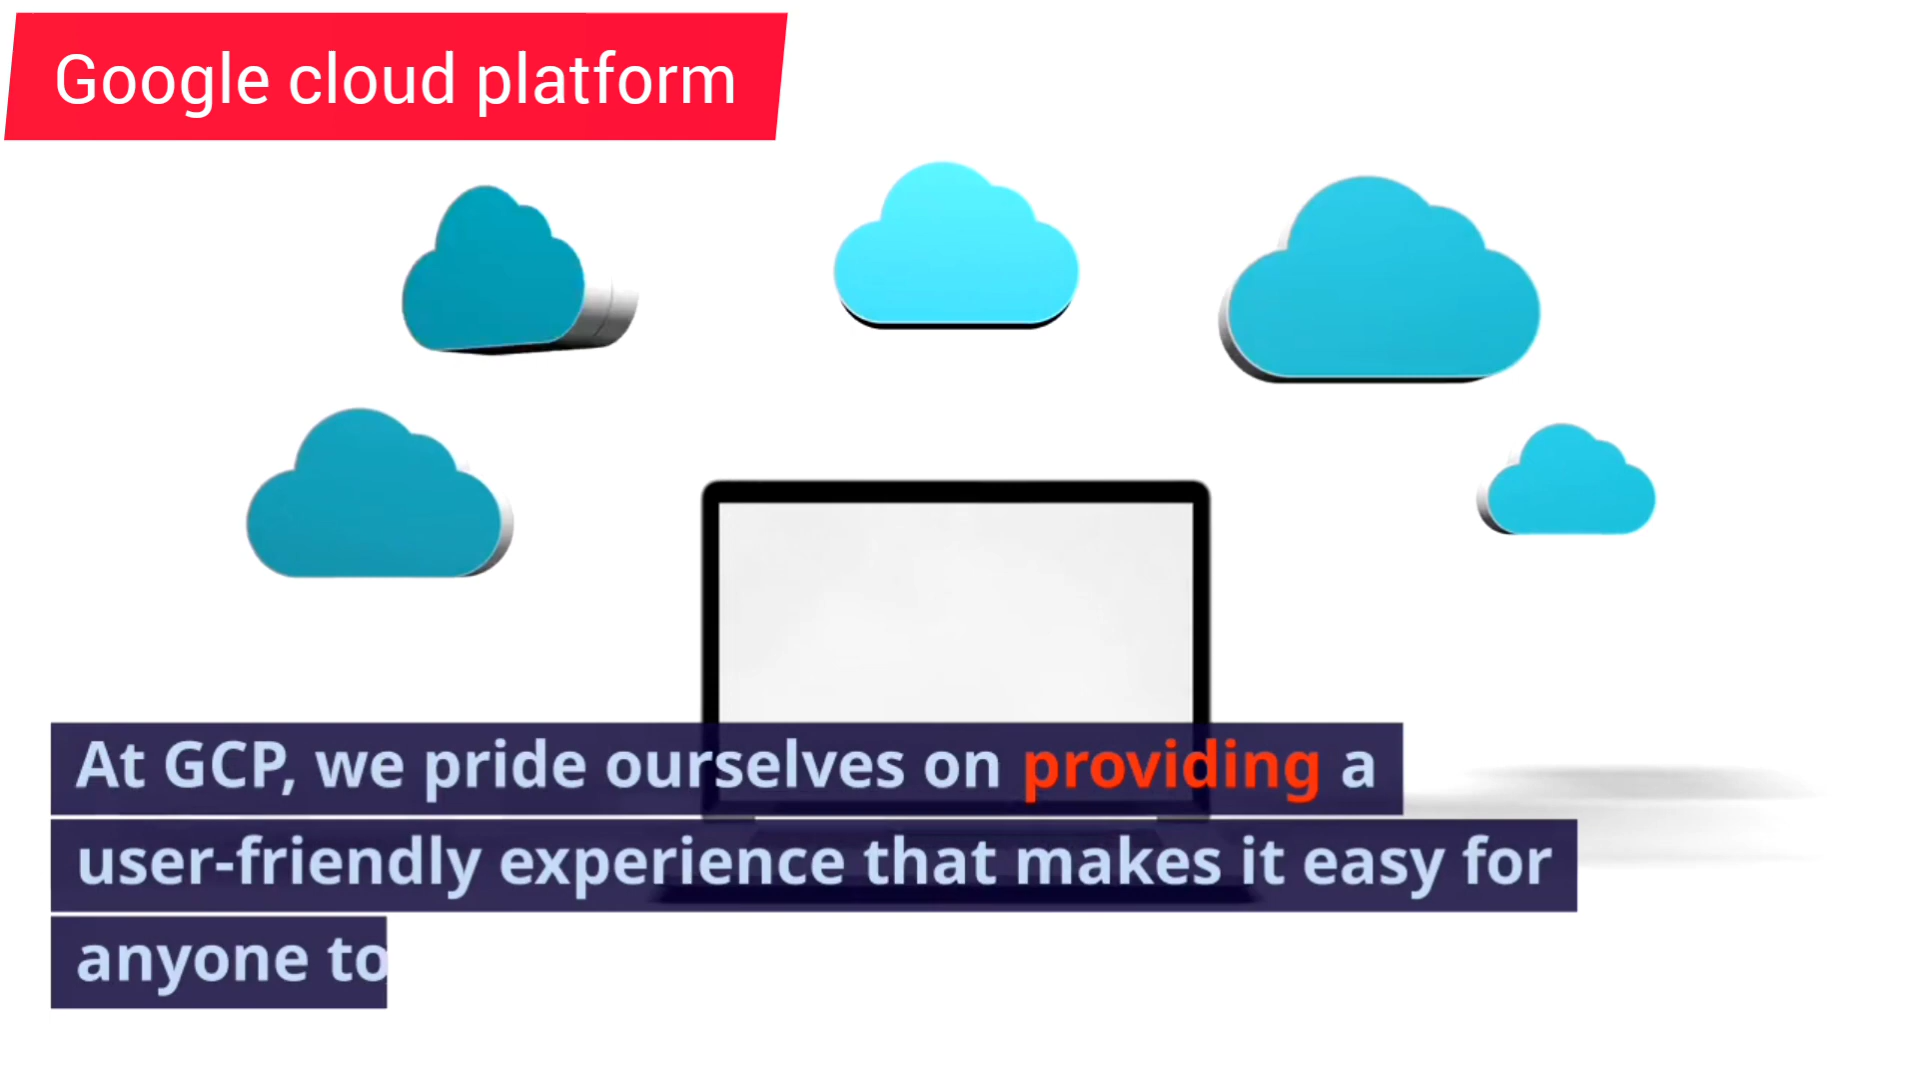 Google cloud platform
At GCP, we pride ourselves on providing a
user-friendly experience that makes it easy for
anyone to